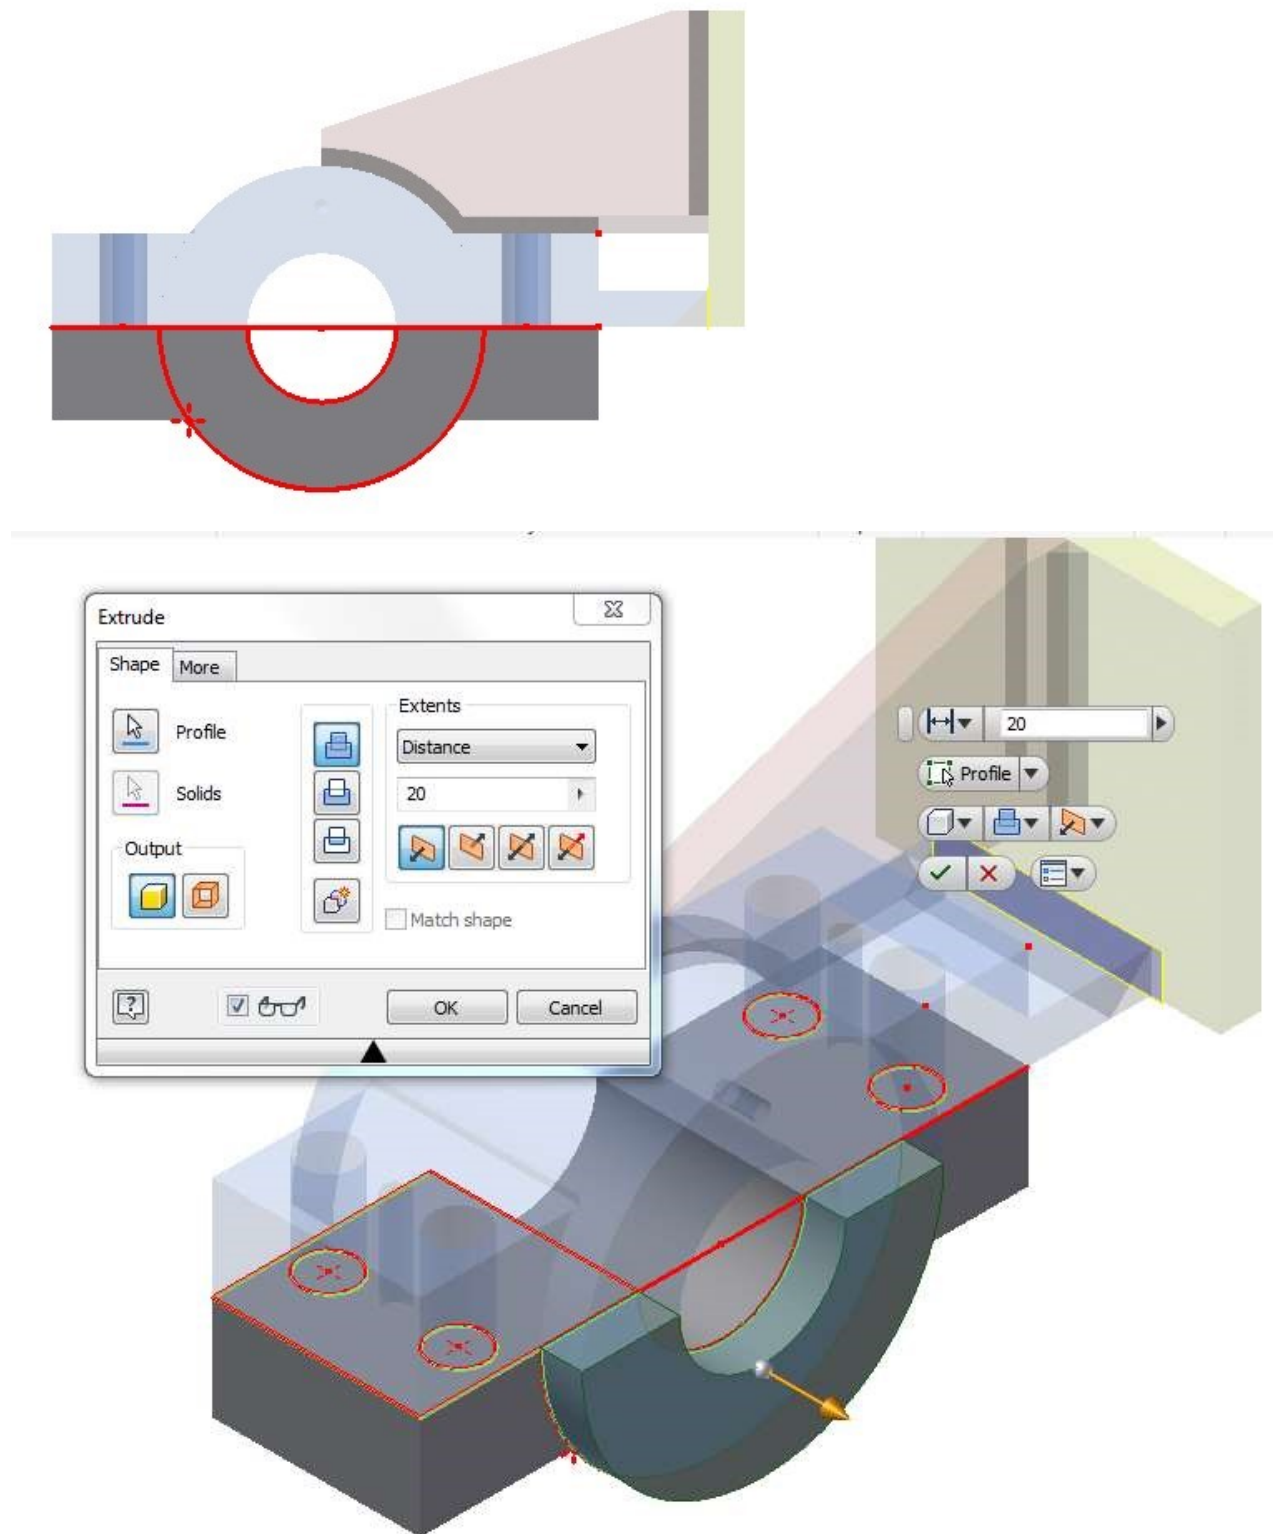 Extrude
Shape
More
Profile
Solids
Output
Extents
Distance
20
Match shape
OK
Cancel
20
Profile